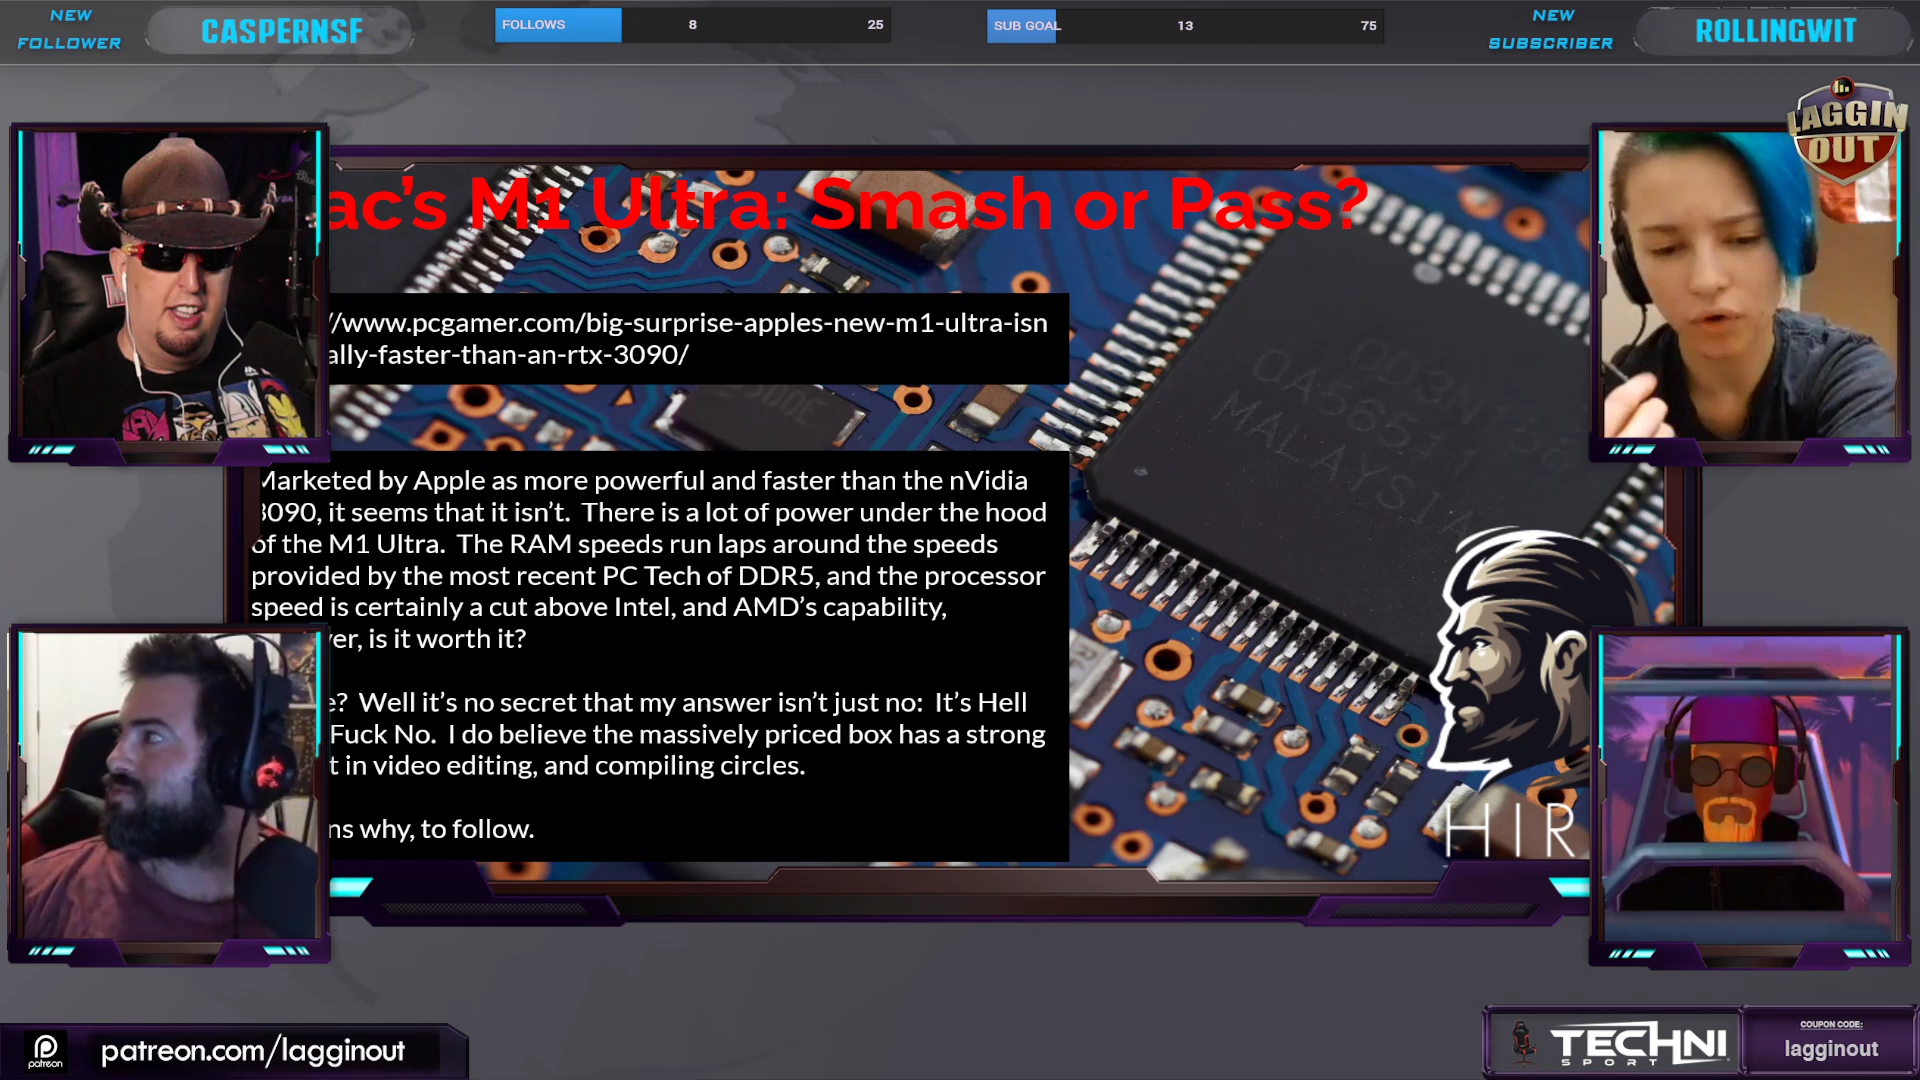 NEW
FOLLOWER
CASPERNSF
FOLLOWS 8 25
SUB GOAL 13 75
NEW
SUBSCRIBER
ROLLINGWIT
LAGGIN
OUT
ac's M1 Ultra: Smash or Pass?
//www.pcgamer.com/big-surprise-apples-new-m1-ultra-isn
ally-faster-than-an-rtx-3090/
MALAYSIA
Marketed by Apple as more powerful and faster than the nVidia
3090, it seems that it isn't. There is a lot of power under the hood
of the M1 Ultra. The RAM speeds run laps around the speeds
provided by the most recent PC Tech of DDR5, and the processor
speed is certainly a cut above Intel, and AMD's capability,
ver, is it worth it?
e? Well it's no secret that my answer isn't just no: It's Hell
Fuck No. I do believe the massively priced box has a strong
t in video editing, and compiling circles.
ns why, to follow.
HIR
patreon
patreon.com/lagginout
TECHNI
SPORT
COUPON CODE:
lagginout